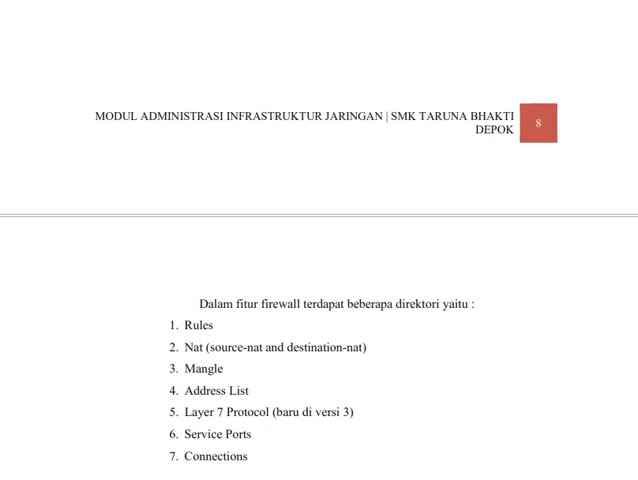 MODUL ADMINISTRASI INFRASTRUKTUR JARINGAN | SMK TARUNA BHAKTI
DEPOK
8
Dalam fitur firewall terdapat beberapa direktori yaitu :
1. Rules
2. Nat (source-nat and destination-nat)
3. Mangle
4. Address List
5. Layer 7 Protocol (baru di versi 3)
6. Service Ports
7. Connections